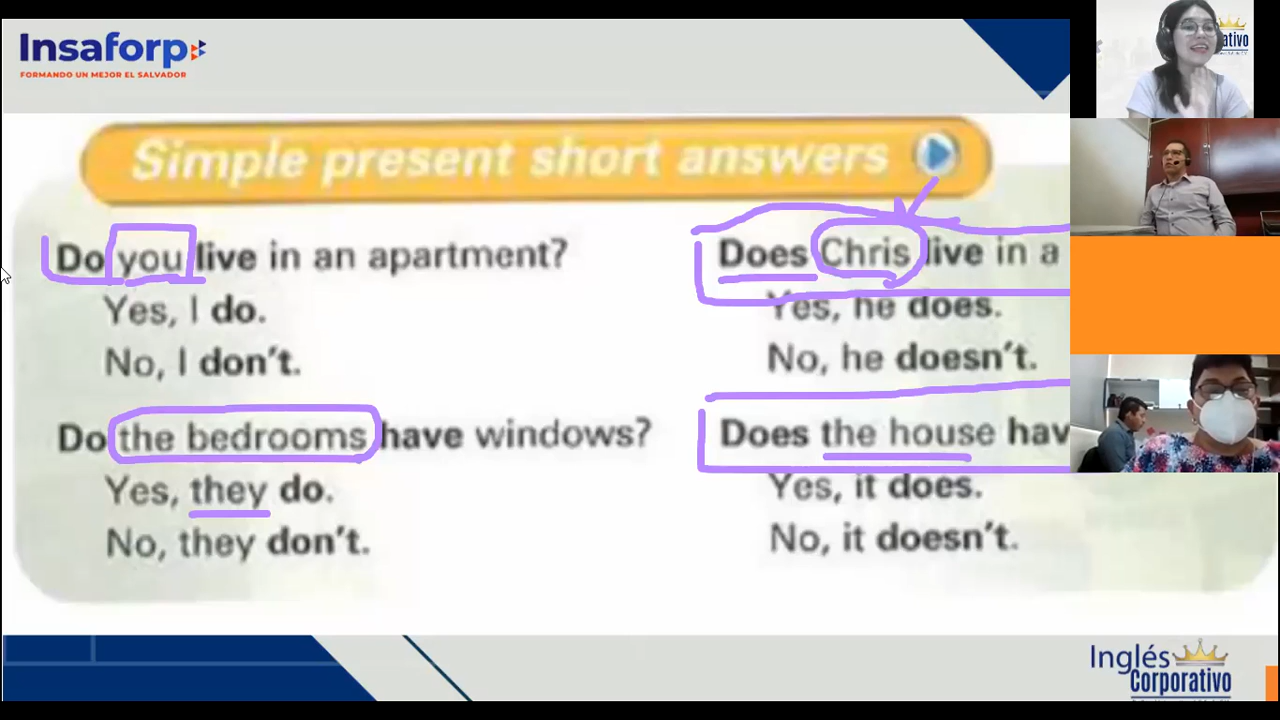 Insaforp
FORMANDO UN MEJOR EL SALVADOR
Simple present short answers
Do you live in an apartment?
Yes, I do.
No, I don't.
Do the bedrooms have windows?
Yes, they do.
No, they don't.
Does Chris live in a
Yes, he does.
No, he doesn't.
Does the house hav
Yes, it does.
No, it doesn't.
Inglés
Corporativo
ativo